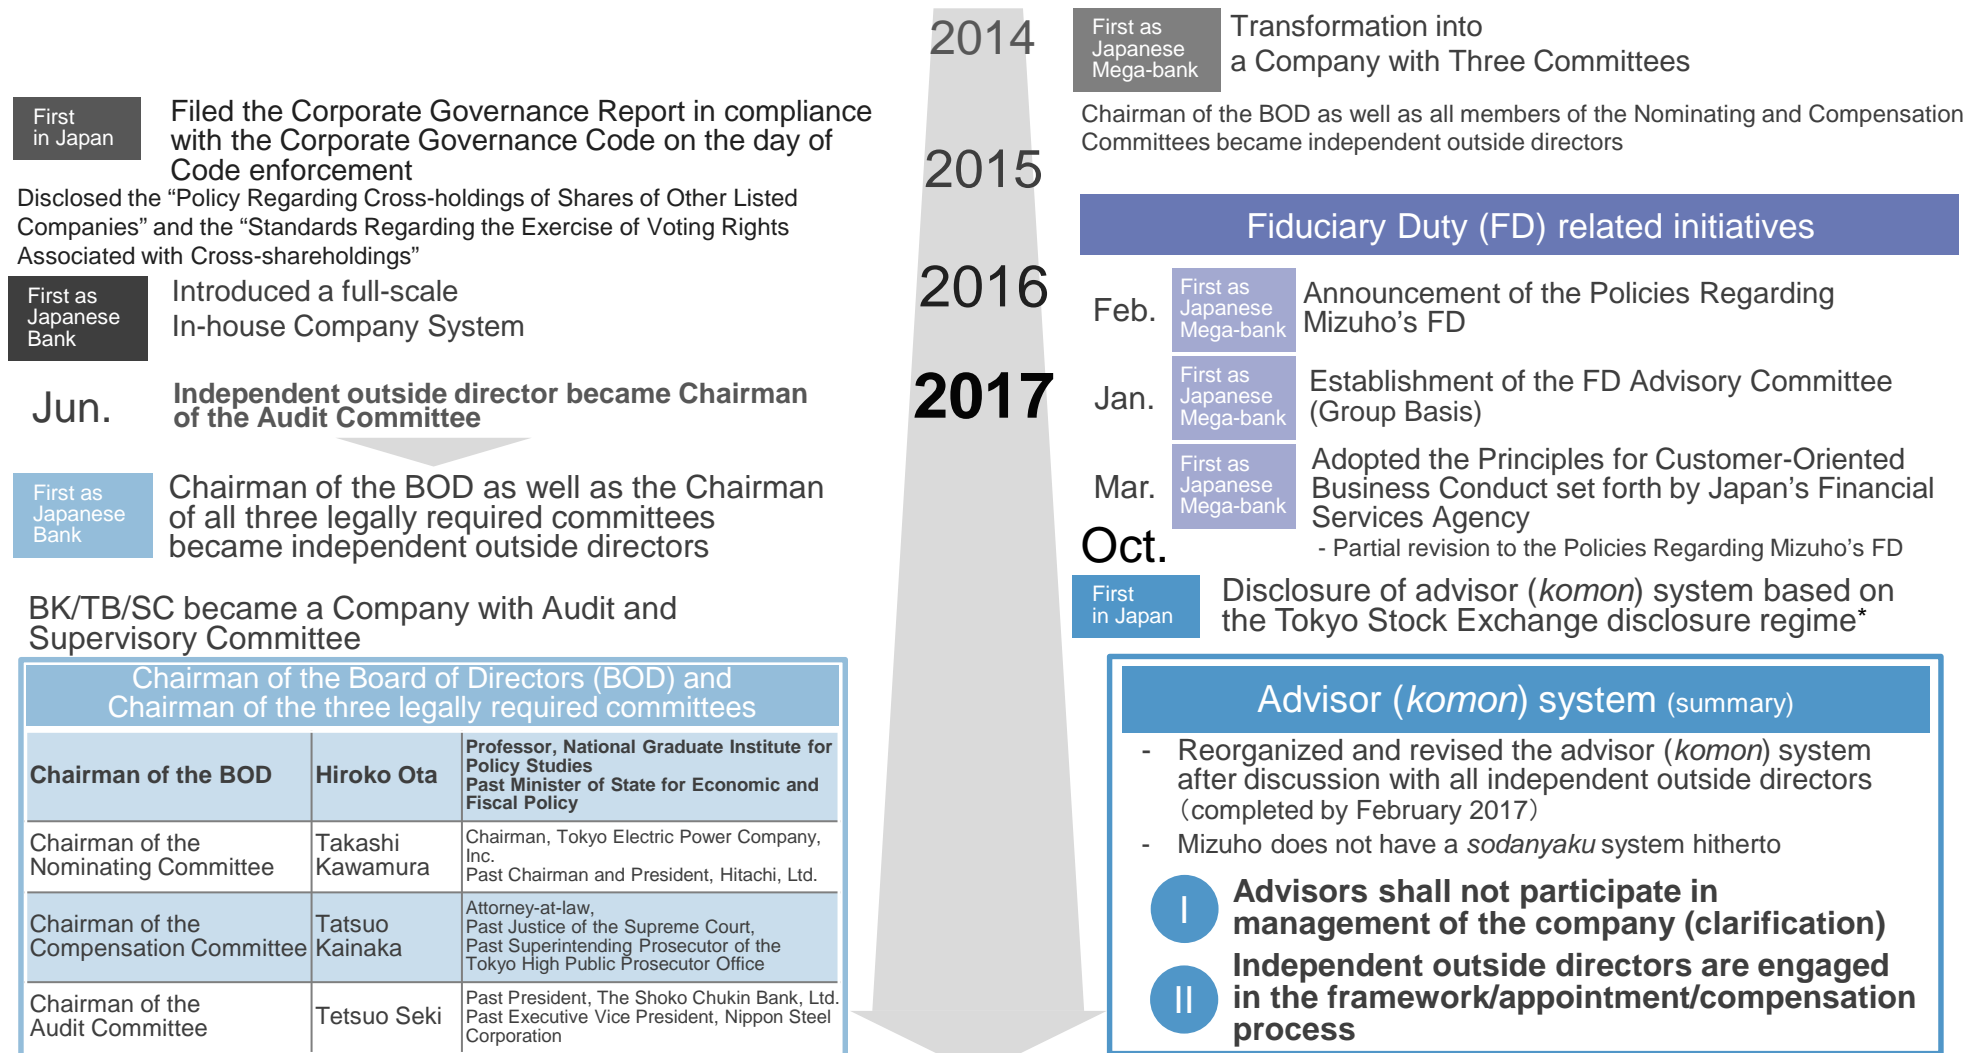 2014
2015
2016
2017
First
in Japan
Filed the Corporate Governance Report in compliance
with the Corporate Governance Code on the day of
Code enforcement
Disclosed the “Policy Regarding Cross-holdings of Shares of Other Listed
Companies” and the “Standards Regarding the Exercise of Voting Rights
Associated with Cross-shareholdings”
First as
Japanese
Bank
Introduced a full-scale
In-house Company System
Jun.
Independent outside director became Chairman
of the Audit Committee
First as
Japanese
Bank
Chairman of the BOD as well as the Chairman
of all three legally required committees
became independent outside directors
BK/TB/SC became a Company with Audit and
Supervisory Committee
Chairman of the Board of Directors (BOD) and
Chairman of the three legally required committees
Chairman of the BOD
Hiroko Ota
Professor, National Graduate Institute for
Policy Studies
Past Minister of State for Economic and
Fiscal Policy
Chairman of the
Nominating Committee
Takashi
Kawamura
Chairman, Tokyo Electric Power Company,
Inc.
Past Chairman and President, Hitachi, Ltd.
Chairman of the
Compensation Committee
Tatsuo
Kainaka
Attorney-at-law,
Past Justice of the Supreme Court,
Past Superintending Prosecutor of the
Tokyo High Public Prosecutor Office
Chairman of the
Audit Committee
Tetsuo Seki
Past President, The Shoko Chukin Bank, Ltd.
Past Executive Vice President, Nippon Steel
Corporation
First as
Japanese
Mega-bank
Transformation into
a Company with Three Committees
Chairman of the BOD as well as all members of the Nominating and Compensation
Committees became independent outside directors
Fiduciary Duty (FD) related initiatives
Feb.
First as
Japanese
Mega-bank
Announcement of the Policies Regarding
Mizuho’s FD
Jan.
First as
Japanese
Mega-bank
Establishment of the FD Advisory Committee
(Group Basis)
Mar.
First as
Japanese
Mega-bank
Adopted the Principles for Customer-Oriented
Business Conduct set forth by Japan’s Financial
Services Agency
- Partial revision to the Policies Regarding Mizuho’s FD
Oct.
First
in Japan
Disclosure of advisor (komon) system based on
the Tokyo Stock Exchange disclosure regime*
Advisor (komon) system (summary)
- Reorganized and revised the advisor (komon) system
after discussion with all independent outside directors
（completed by February 2017）
- Mizuho does not have a sodanyaku system hitherto
I
Advisors shall not participate in
management of the company (clarification)
II
Independent outside directors are engaged
in the framework/appointment/compensation
process